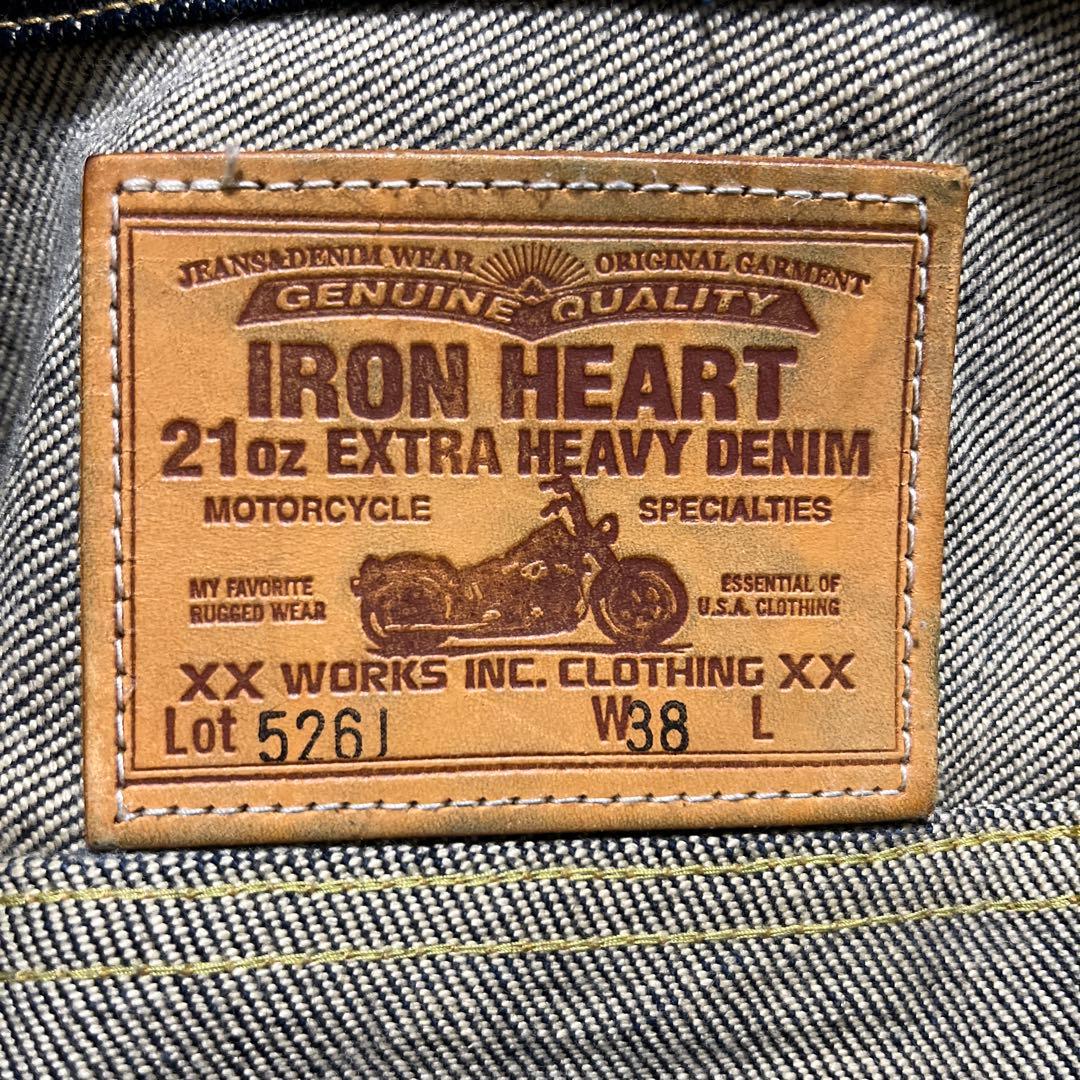 JEANS&DENIM WEAR ORIGINAL GARMENT
GENUINE QUALITY
IRON HEART
21oz EXTRA HEAVY DENIM
MOTORCYCLE SPECIALTIES
MY FAVORITE ESSENTIAL OF
RUGGED WEAR U.S.A. CLOTHING
XX WORKS INC. CLOTHING XX
Lot 526J W38 L